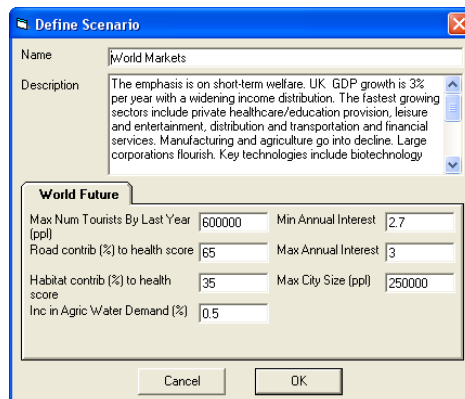 Define Scenario
Name
World Markets
Description
The emphasis is on short-term welfare. UK GDP growth is 3%
per year with a widening income distribution. The fastest growing
sectors include private healthcare/education provision, leisure
and entertainment, distribution and transportation and financial
services. Manufacturing and agriculture go into decline. Large
corporations flourish. Key technologies include biotechnology
World Future
Max Num Tourists By Last Year
(ppl)
600000
Min Annual Interest
2.7
Road contrib (%) to health score
65
Max Annual Interest
3
Habitat contrib (%) to health
score
35
Max City Size (ppl)
250000
Inc in Agric Water Demand (%)
0.5
Cancel
OK